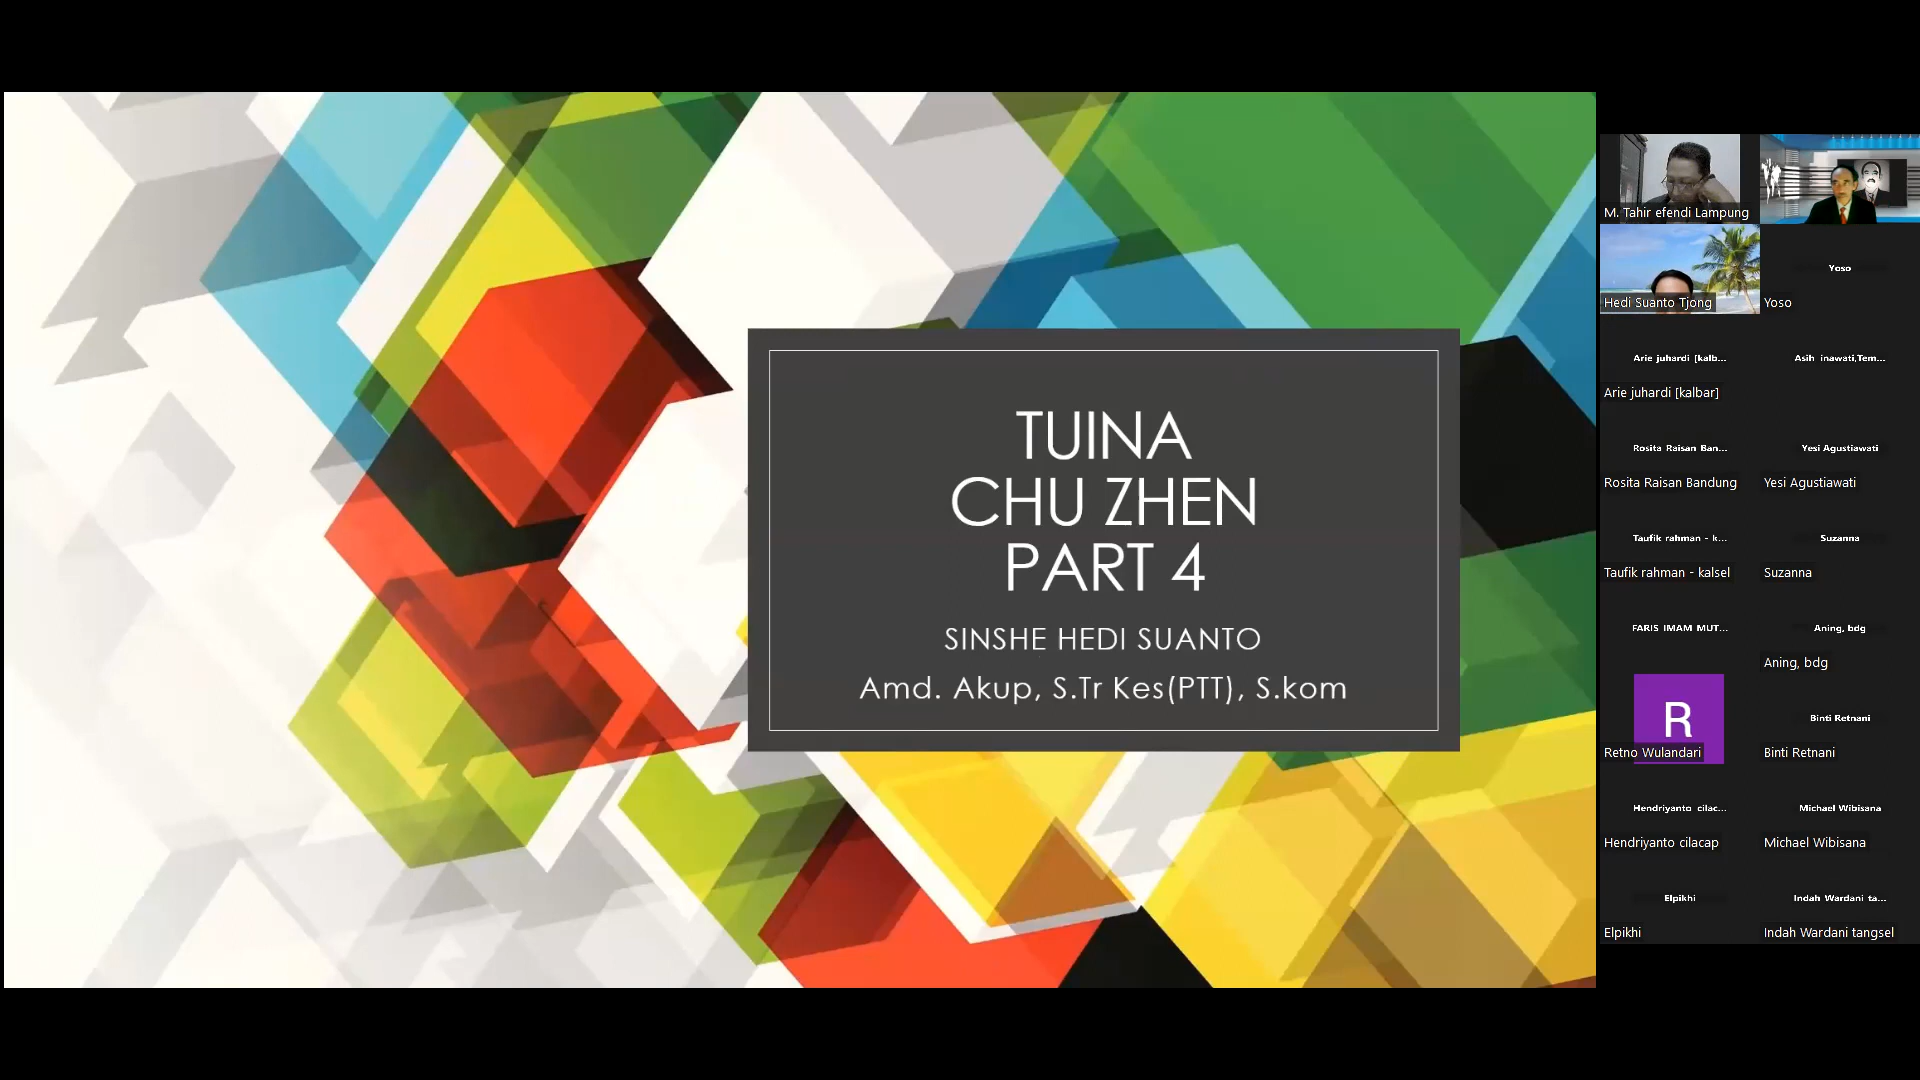 TUINA
CHU ZHEN
PART 4
SINSHE HEDI SUANTO
Amd. Akup, S.Tr Kes(PTT), S.kom
M. Tahir efendi Lampung
Hedi Suanto Tjong
Yoso
Yoso
Arie juhardi [kalb...
Arie juhardi [kalbar]
Asih inawati,Tem...
Rosita Raisan Ban...
Rosita Raisan Bandung
Yesi Agustiawati
Yesi Agustiawati
Taufik rahman - k...
Taufik rahman - kalsel
Suzanna
Suzanna
FARIS IMAM MUT...
Aning, bdg
Aning, bdg
R
Retno Wulandari
Binti Retnani
Binti Retnani
Hendriyanto cilac...
Hendriyanto cilacap
Michael Wibisana
Michael Wibisana
Elpikhi
Elpikhi
Indah Wardani ta...
Indah Wardani tangsel